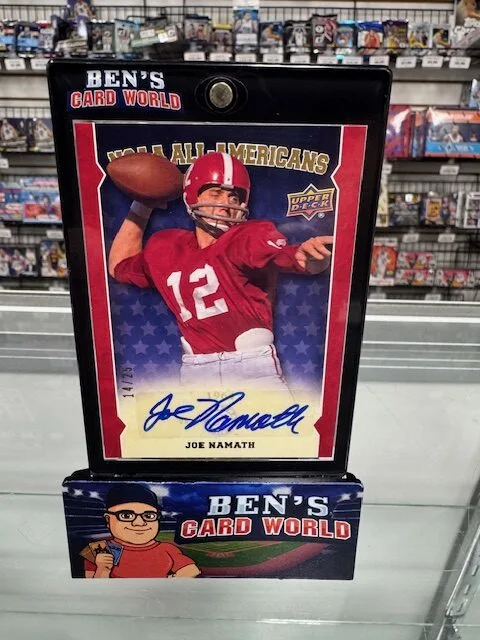 BEN'S
CARD WORLD
NCAA ALL-AMERICANS
UPPER
DECK
12
14/25
Joe Namath
JOE NAMATH
BEN'S
CARD WORLD